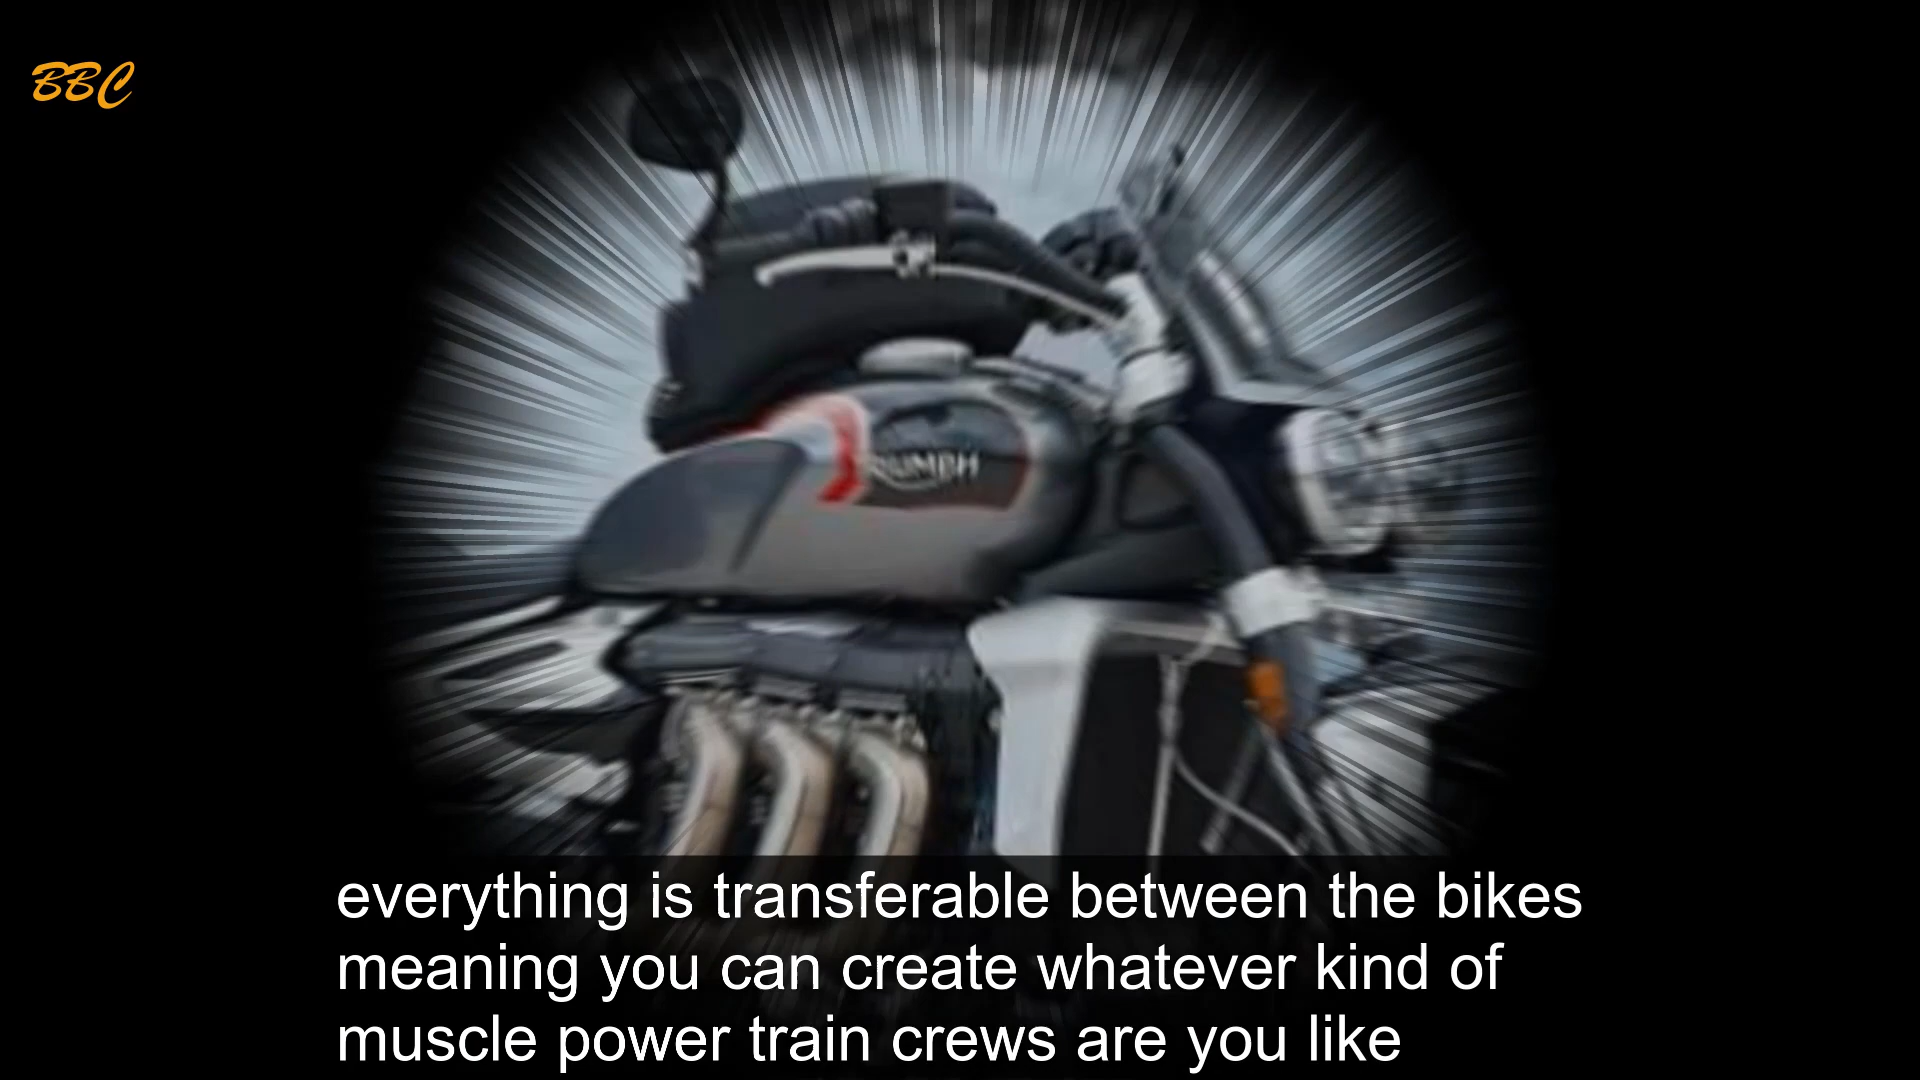 BBC
TRIUMPH
everything is transferable between the bikes
meaning you can create whatever kind of
muscle power train crews are you like